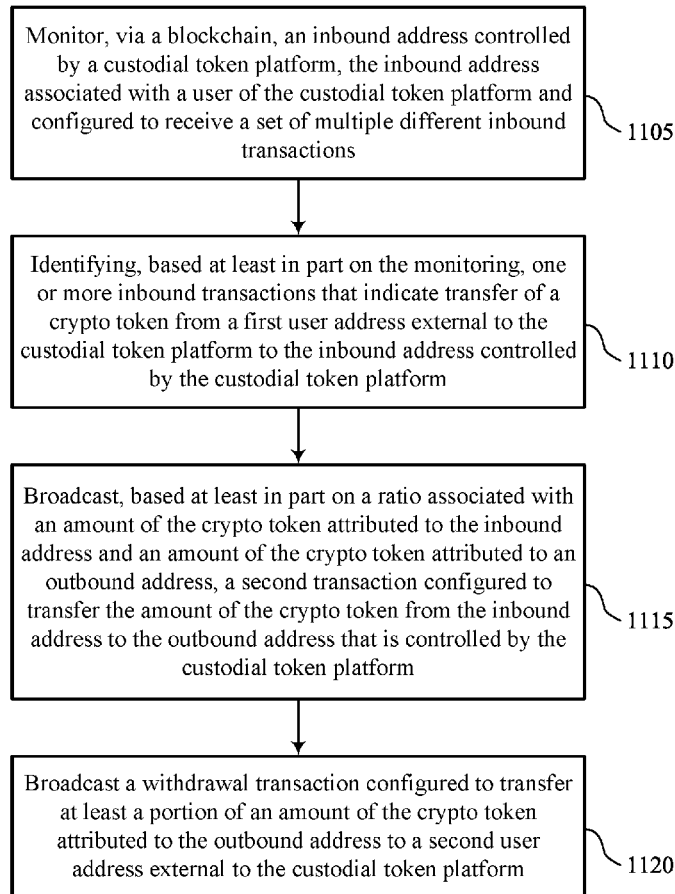 Monitor, via a blockchain, an inbound address controlled
by a custodial token platform, the inbound address
associated with a user of the custodial token platform and
configured to receive a set of multiple different inbound
transactions
1105
Identifying, based at least in part on the monitoring, one
or more inbound transactions that indicate transfer of a
crypto token from a first user address external to the
custodial token platform to the inbound address controlled
by the custodial token platform
1110
Broadcast, based at least in part on a ratio associated with
an amount of the crypto token attributed to the inbound
address and an amount of the crypto token attributed to an
outbound address, a second transaction configured to
transfer the amount of the crypto token from the inbound
address to the outbound address that is controlled by the
custodial token platform
1115
Broadcast a withdrawal transaction configured to transfer
at least a portion of an amount of the crypto token
attributed to the outbound address to a second user
address external to the custodial token platform
1120